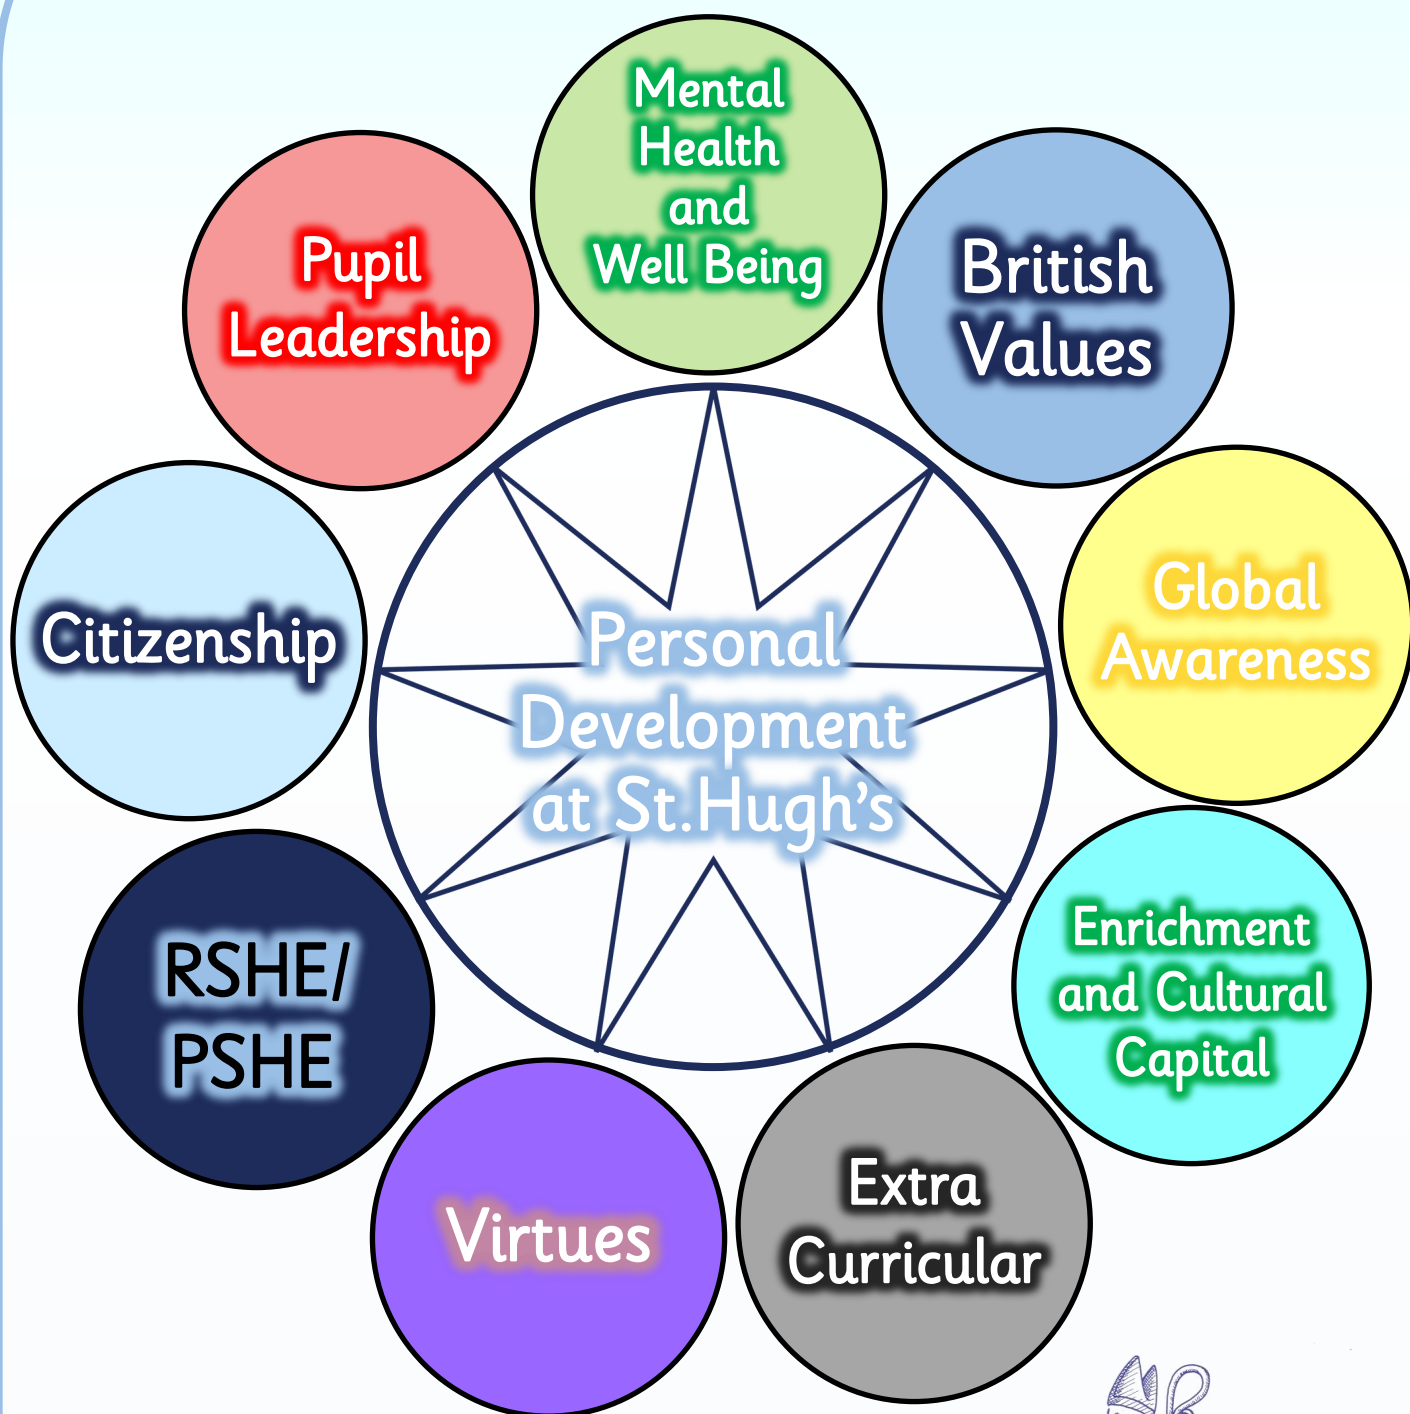 Mental
Health
and
Well Being
British
Values
Global
Awareness
Enrichment
and Cultural
Capital
Extra
Curricular
Virtues
RSHE/
PSHE
Citizenship
Pupil
Leadership
Personal
Development
at St.Hugh’s